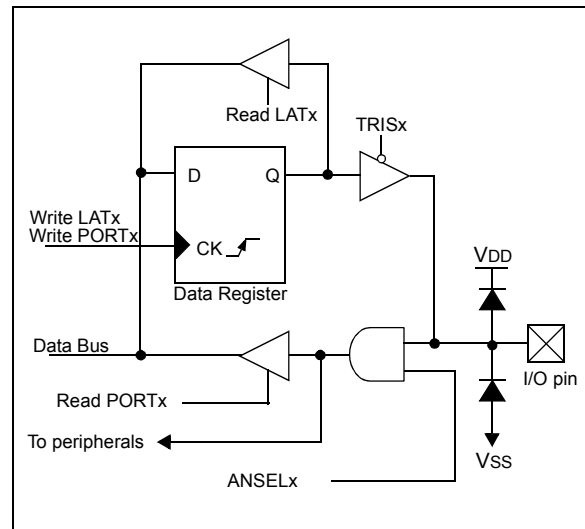 Read LATx
TRISx
D
Q
Write LATx
Write PORTx
CK
Data Register
VDD
Data Bus
I/O pin
Read PORTx
To peripherals
VSS
ANSELx